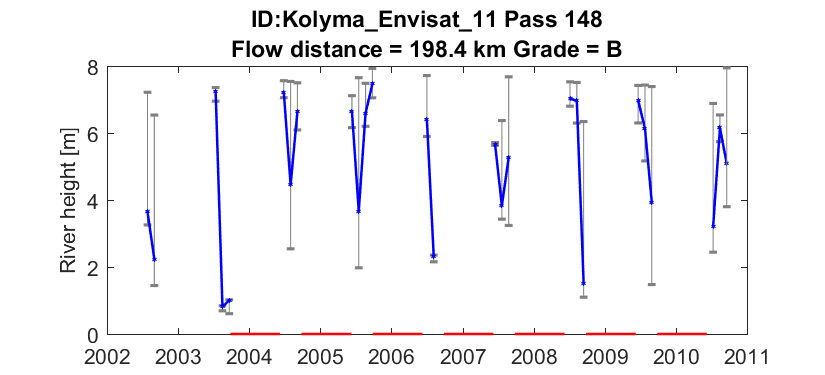 ID:Kolyma_Envisat_11 Pass 148
Flow distance = 198.4 km Grade = B
River height [m]
8
6
4
2
0
2002 2003 2004 2005 2006 2007 2008 2009 2010 2011